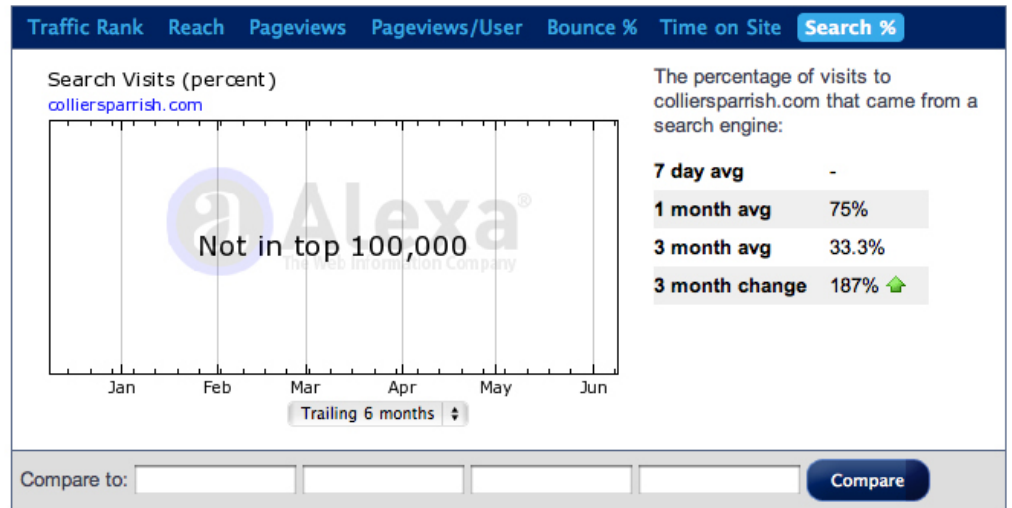 Traffic Rank Reach Pageviews Pageviews/User Bounce % Time on Site Search %
Search Visits (percent)
colliersparrish.com
Alexa®
The Web Information Company
Not in top 100,000
Jan Feb Mar Apr May Jun
Trailing 6 months
The percentage of visits to
colliersparrish.com that came from a
search engine:
7 day avg -
1 month avg 75%
3 month avg 33.3%
3 month change 187%
Compare to: Compare